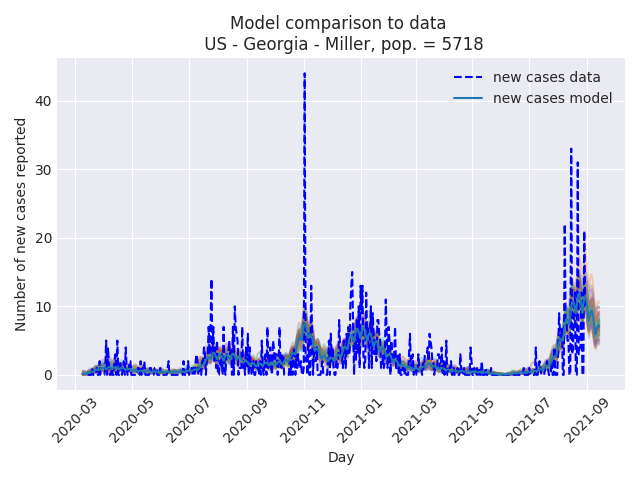 Model comparison to data
US - Georgia - Miller, pop. = 5718
new cases data
new cases model
Number of new cases reported
40
30
20
10
0
2020-03
2020-05
2020-07
2020-09
2020-11
2021-01
2021-03
2021-05
2021-07
2021-09
Day